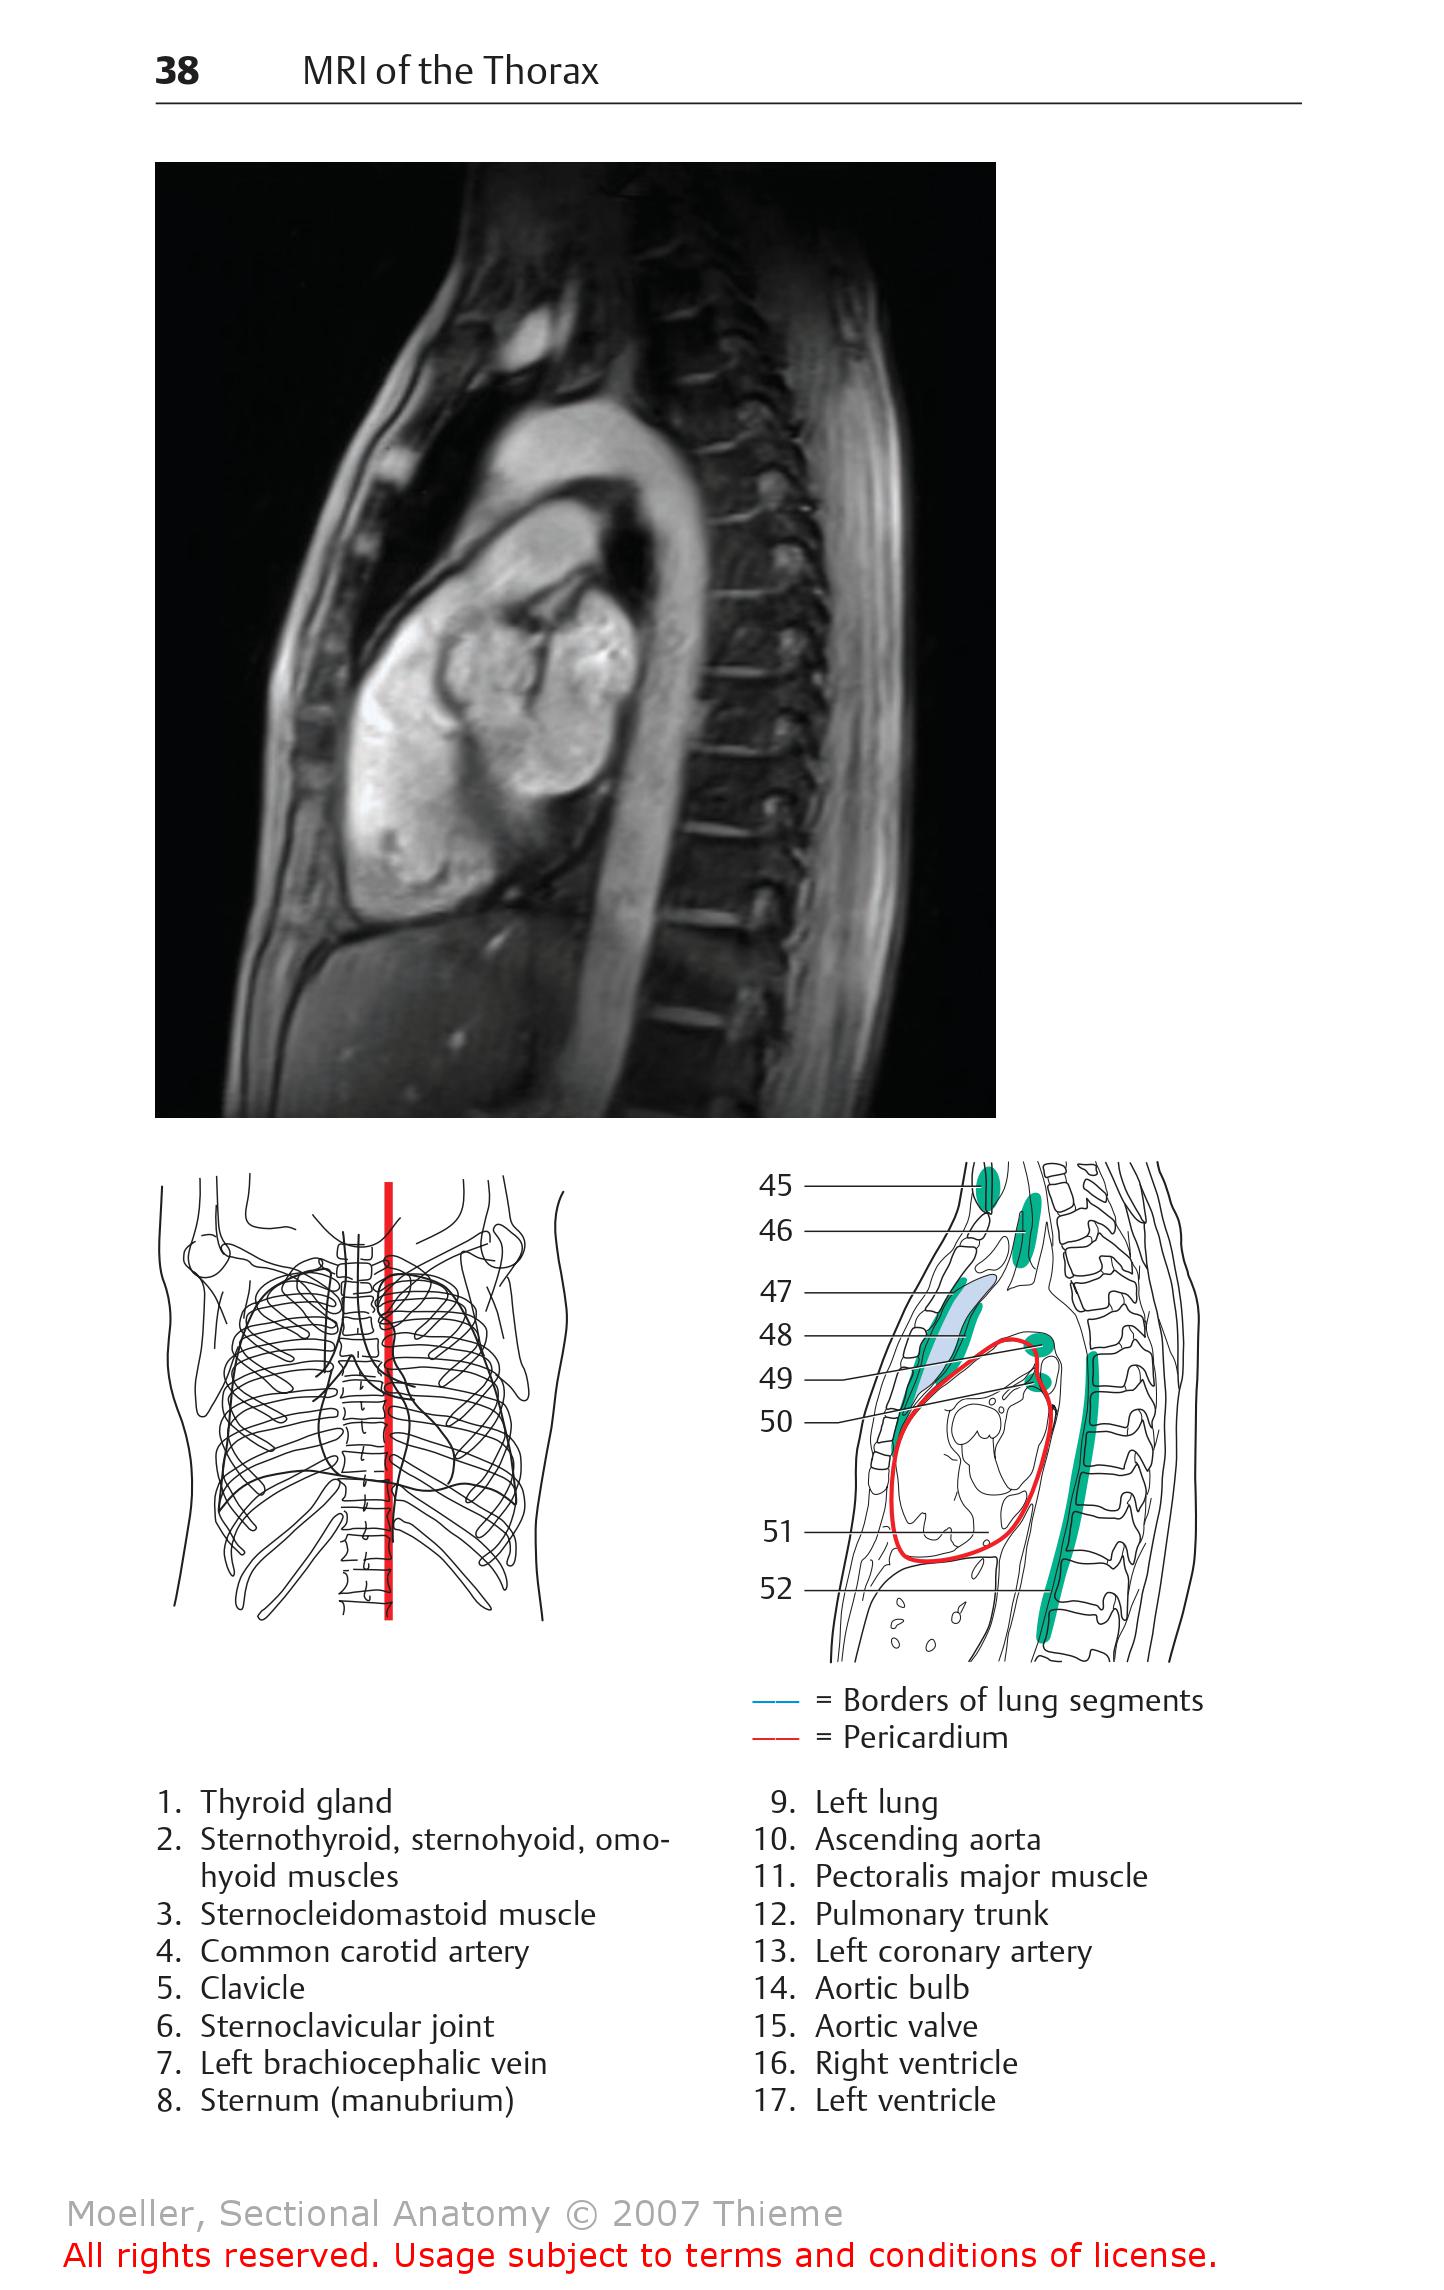 38 MRI of the Thorax
45
46
47
48
49
50
51
52
= Borders of lung segments
= Pericardium
1. Thyroid gland
2. Sternothyroid, sternohyoid, omo-
hyoid muscles
3. Sternocleidomastoid muscle
4. Common carotid artery
5. Clavicle
6. Sternoclavicular joint
7. Left brachiocephalic vein
8. Sternum (manubrium)
9. Left lung
10. Ascending aorta
11. Pectoralis major muscle
12. Pulmonary trunk
13. Left coronary artery
14. Aortic bulb
15. Aortic valve
16. Right ventricle
17. Left ventricle
Moeller, Sectional Anatomy © 2007 Thieme
All rights reserved. Usage subject to terms and conditions of license.